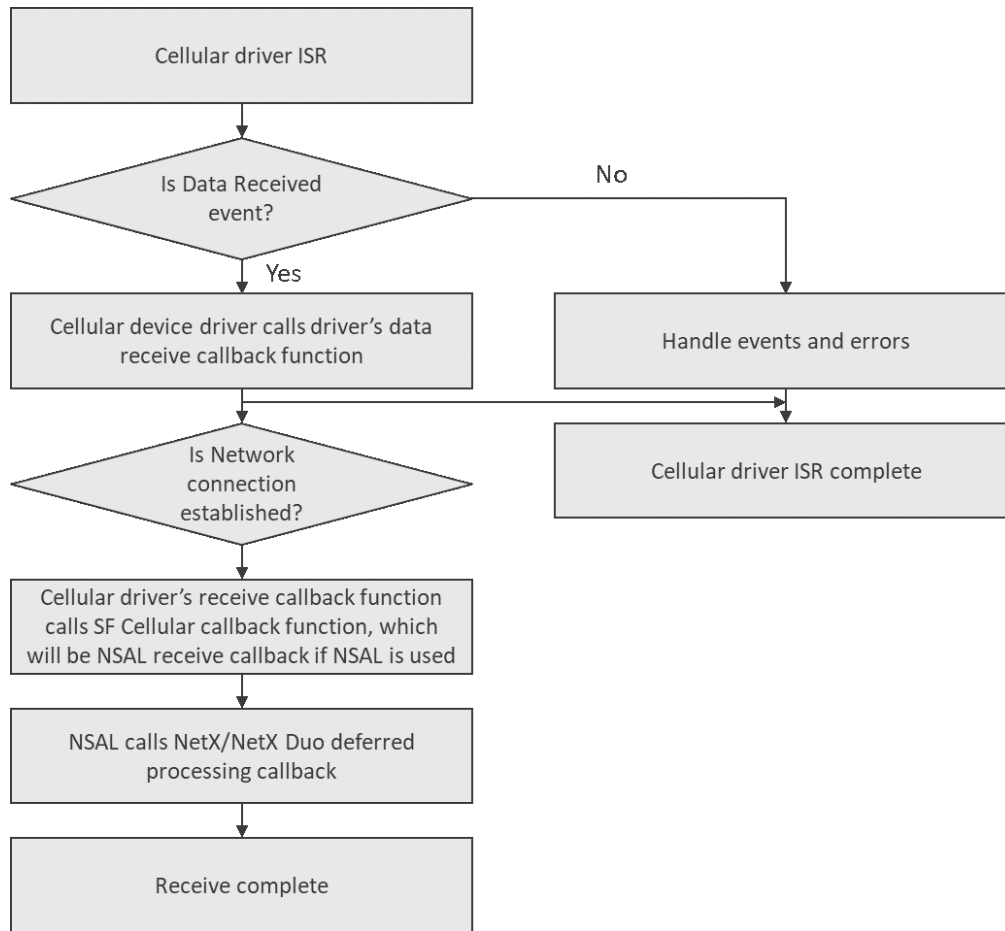 Cellular driver ISR
Is Data Received
event?
No
Yes
Cellular device driver calls driver’s data
receive callback function
Handle events and errors
Is Network
connection
established?
Cellular driver ISR complete
Cellular driver’s receive callback function
calls SF Cellular callback function, which
will be NSAL receive callback if NSAL is used
NSAL calls NetX/NetX Duo deferred
processing callback
Receive complete